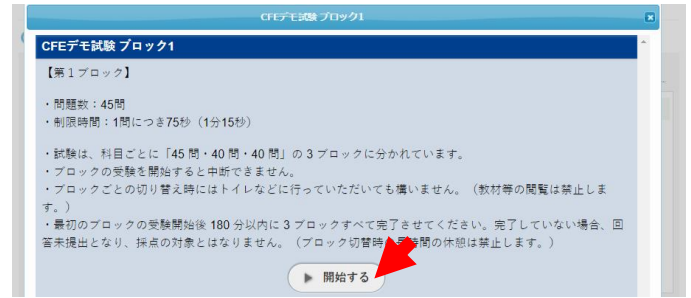 CFEデモ試験 ブロック1
CFEデモ試験 ブロック1
【第1ブロック】
・問題数：45問
・制限時間：1問につき75秒（1分15秒）
・試験は、科目ごとに「45 問・40 問・40 問」の 3 ブロックに分かれています。
・ブロックの受験を開始すると中断できません。
・ブロックごとの切り替え時にはトイレなどに行っていただいても構いません。（教材等の閲覧は禁止しま
す。）
・最初のブロックの受験開始後 180 分以内に 3 ブロックすべて完了させてください。完了していない場合、回
答未提出となり、採点の対象とはなりません。（ブロック切替時 時間の休憩は禁止します。）
開始する